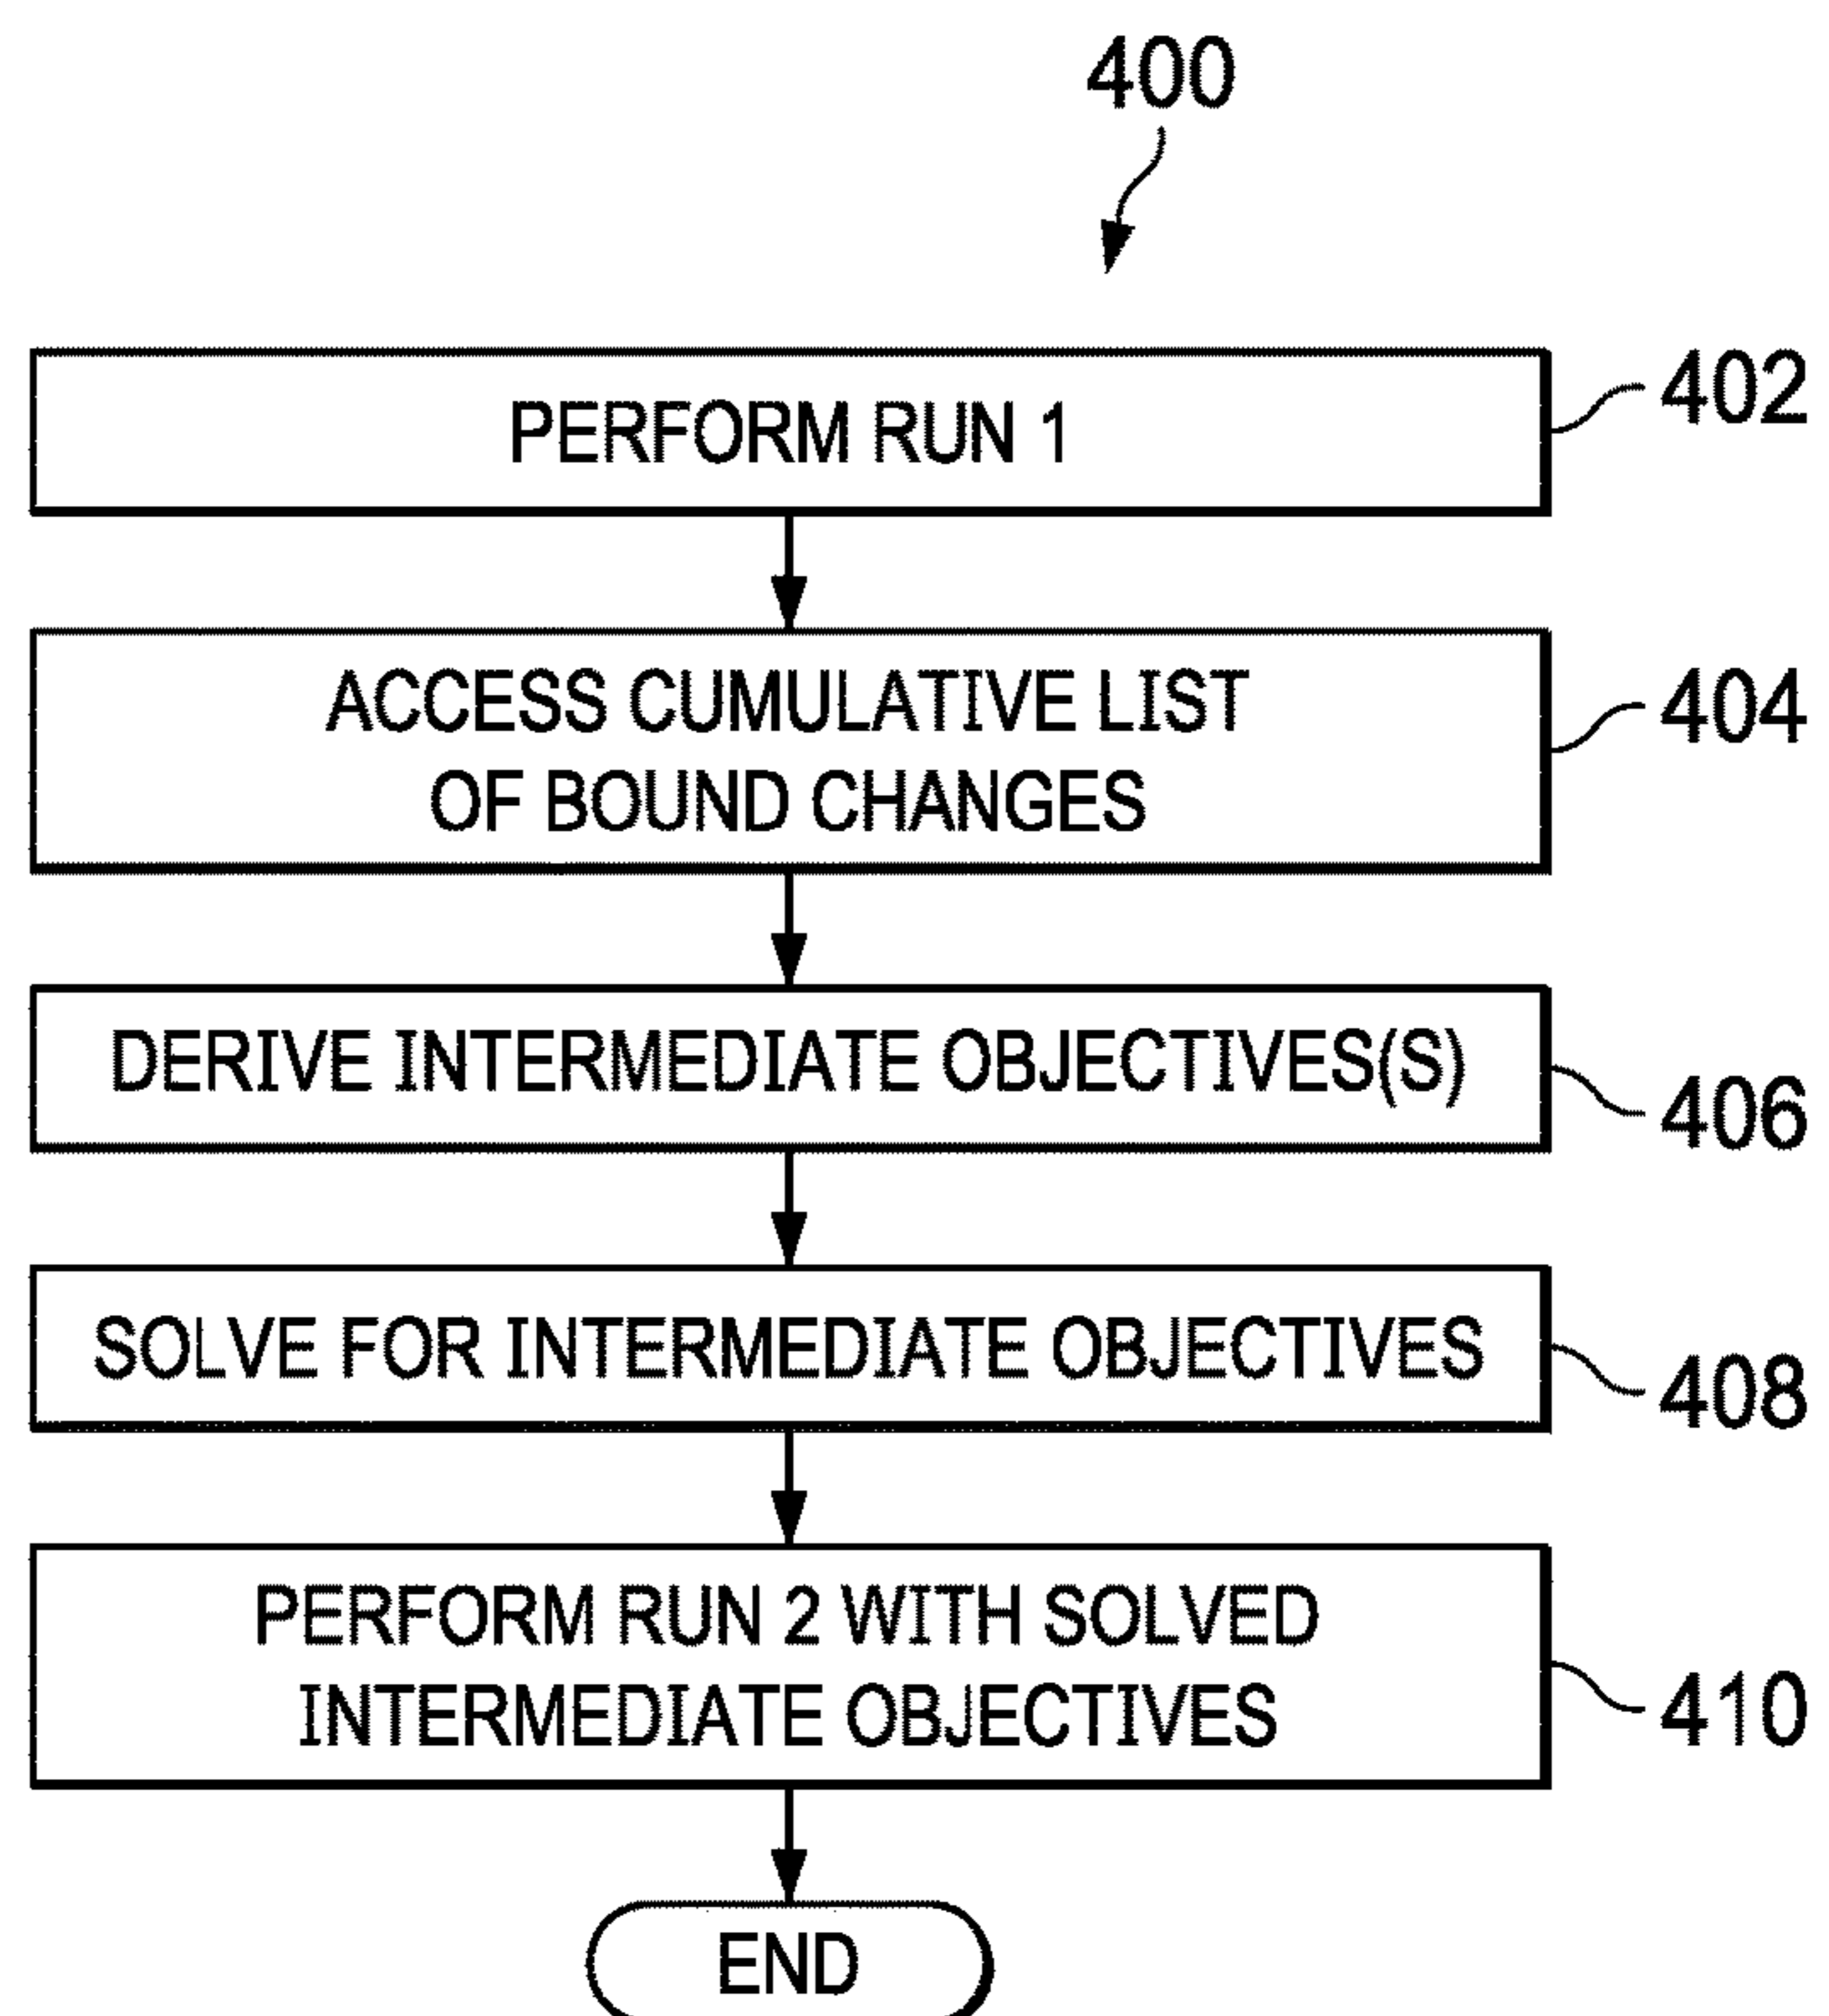 400
PERFORM RUN 1
402
ACCESS CUMULATIVE LIST
OF BOUND CHANGES
404
DERIVE INTERMEDIATE OBJECTIVES(S)
406
SOLVE FOR INTERMEDIATE OBJECTIVES
408
PERFORM RUN 2 WITH SOLVED
INTERMEDIATE OBJECTIVES
410
END